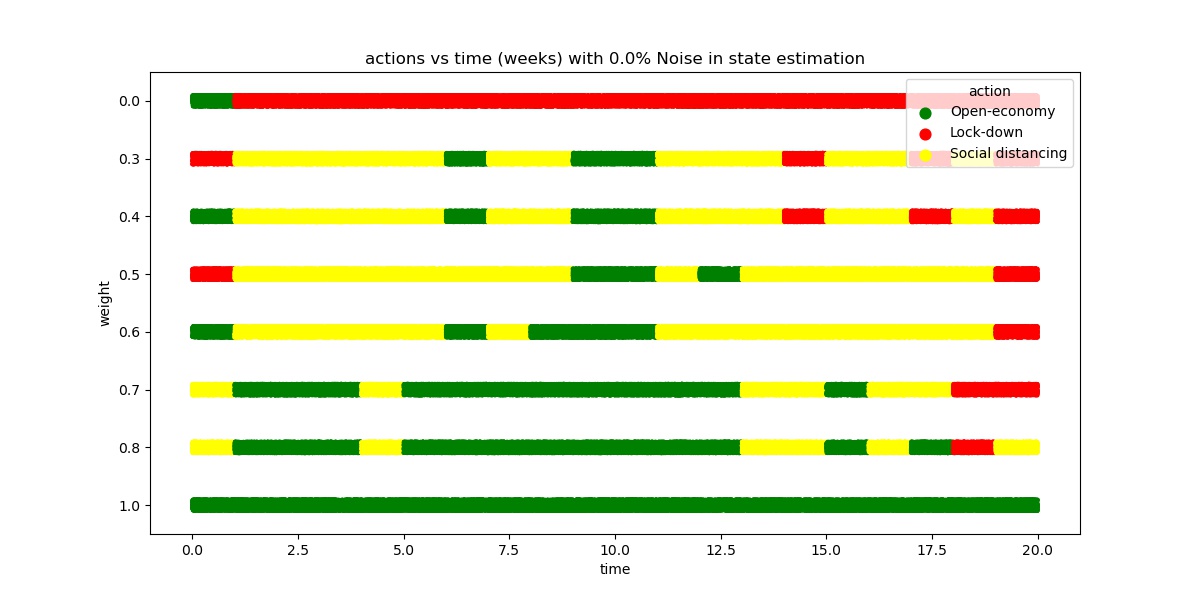 actions vs time (weeks) with 0.0% Noise in state estimation
action
Open-economy
Lock-down
Social distancing
weight
0.0
0.3
0.4
0.5
0.6
0.7
0.8
1.0
0.0 2.5 5.0 7.5 10.0 12.5 15.0 17.5 20.0
time